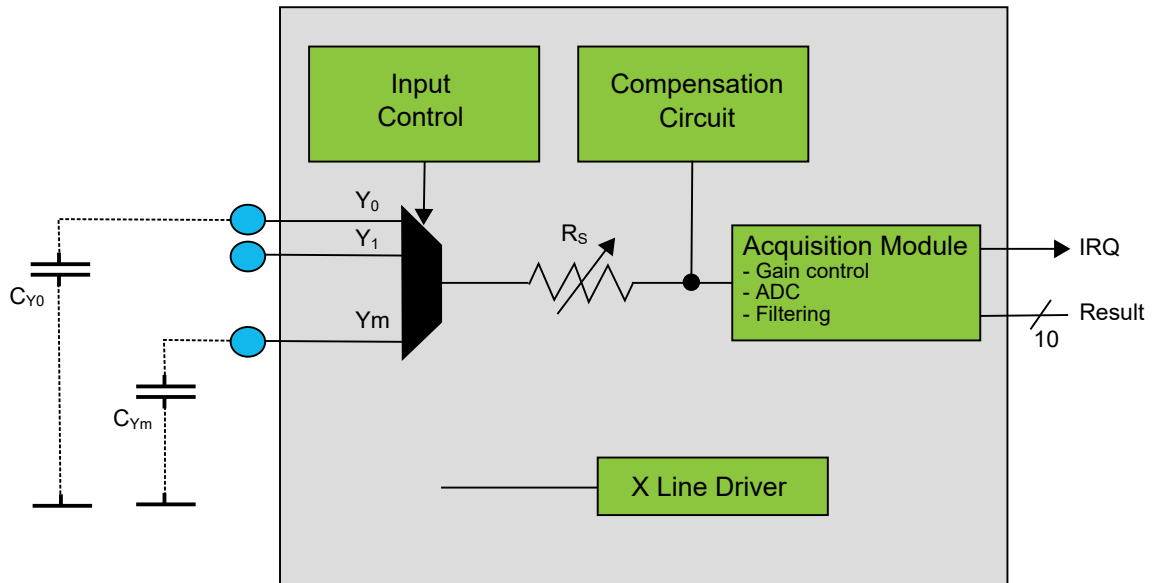 Input
Control
Compensation
Circuit
Y0
Y1
Ym
RS
Acquisition Module
- Gain control
- ADC
- Filtering
IRQ
Result
10
CY0
CYm
X Line Driver